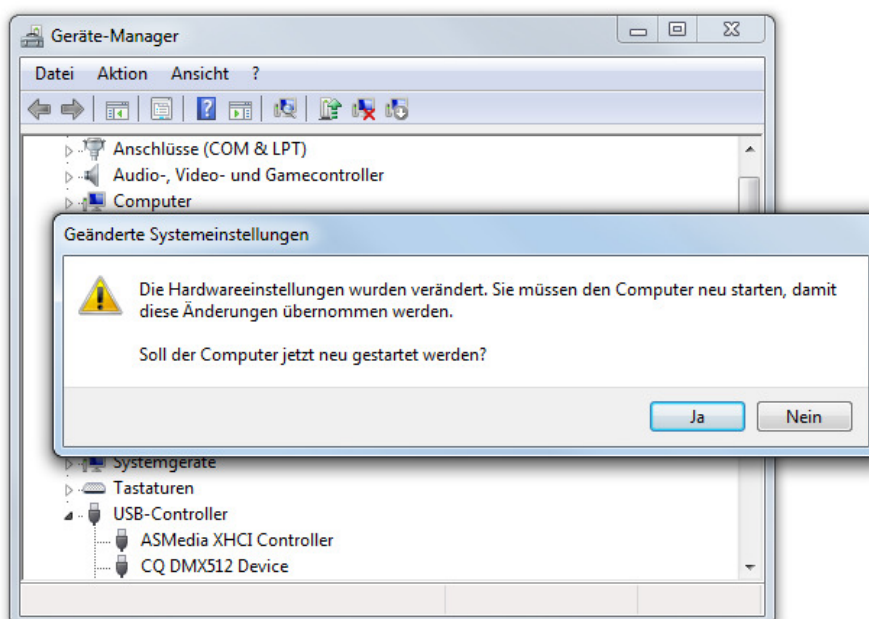 Geräte-Manager
Datei Aktion Ansicht ?
Anschlüsse (COM & LPT)
Audio-, Video- und Gamecontroller
Computer
Geänderte Systemeinstellungen
Die Hardwareeinstellungen wurden verändert. Sie müssen den Computer neu starten, damit
diese Änderungen übernommen werden.
Soll der Computer jetzt neu gestartet werden?
Ja Nein
Systemgeräte
Tastaturen
USB-Controller
ASMedia XHCI Controller
CQ DMX512 Device